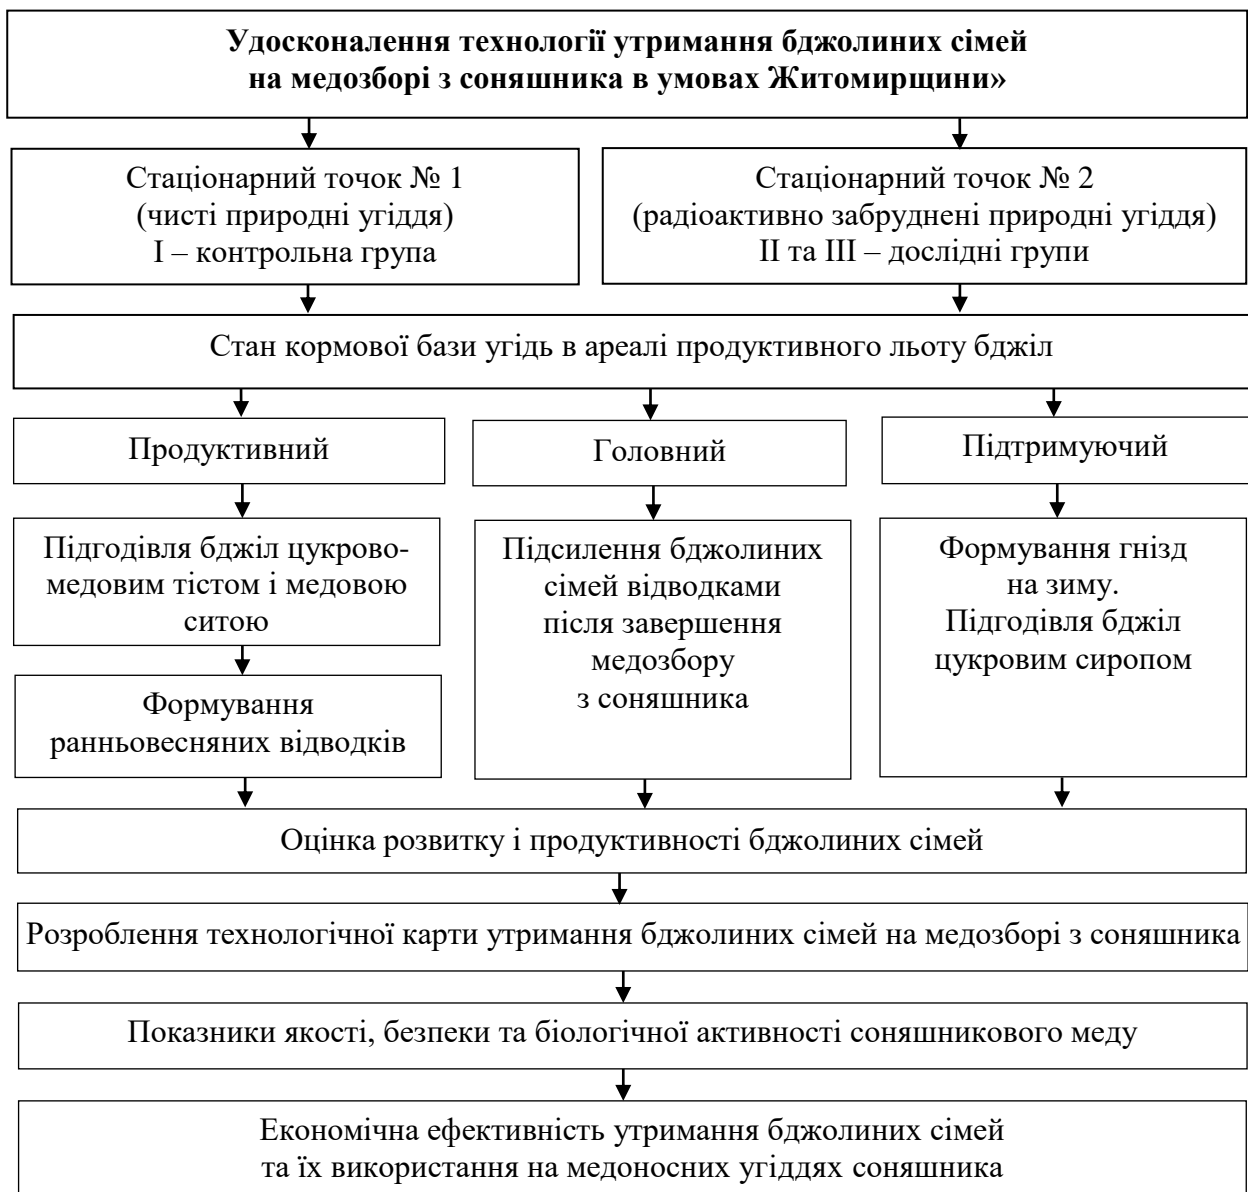 Удосконалення технології утримання бджолиних сімей
на медозборі з соняшника в умовах Житомирщини»
Стаціонарний точок № 1
(чисті природні угіддя)
І – контрольна група
Стаціонарний точок № 2
(радіоактивно забруднені природні угіддя)
ІІ та ІІІ – дослідні групи
Стан кормової бази угідь в ареалі продуктивного льоту бджіл
Продуктивний
Головний
Підтримуючий
Підгодівля бджіл цукрово-
медовим тістом і медовою
ситою
Формування
ранньовесняних відводків
Підсилення бджолиних
сімей відводками
після завершення
медозбору
з соняшника
Формування гнізд
на зиму.
Підгодівля бджіл
цукровим сиропом
Оцінка розвитку і продуктивності бджолиних сімей
Розроблення технологічної карти утримання бджолиних сімей на медозборі з соняшника
Показники якості, безпеки та біологічної активності соняшникового меду
Економічна ефективність утримання бджолиних сімей
та їх використання на медоносних угіддях соняшника